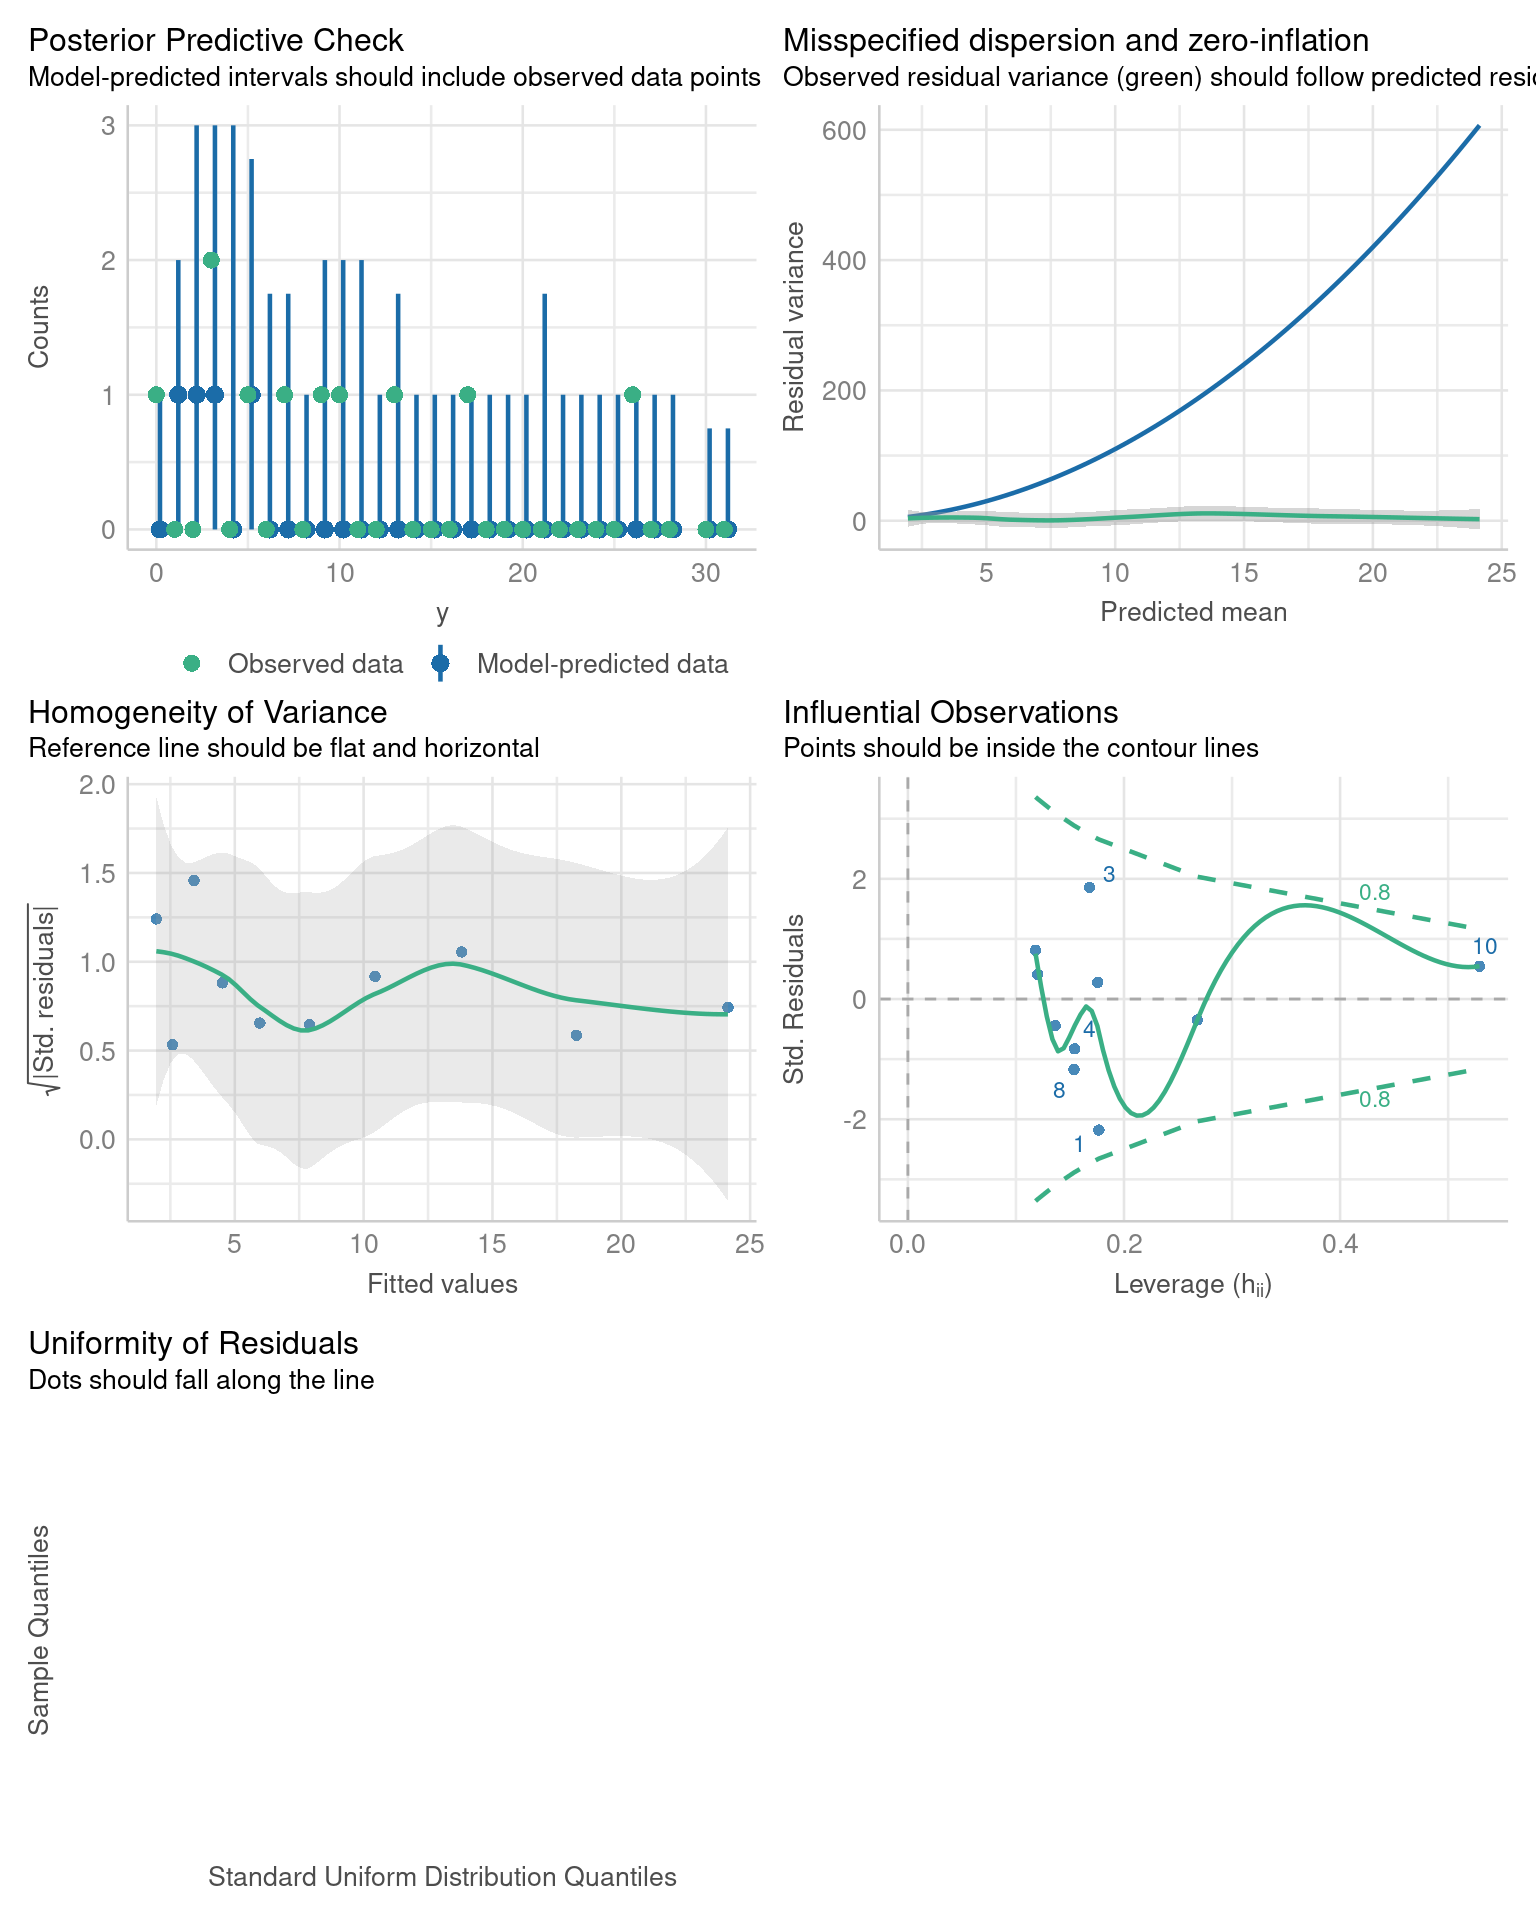 Posterior Predictive Check
Model-predicted intervals should include observed data points
Counts
3
2
1
0
0
10
20
30
y
Observed data
Model-predicted data
Misspecified dispersion and zero-inflation
Observed residual variance (green) should follow predicted resi
Residual variance
600
400
200
0
5
10
15
20
25
Predicted mean
Homogeneity of Variance
Reference line should be flat and horizontal
√|Std. residuals|
2.0
1.5
1.0
0.5
0.0
5
10
15
20
25
Fitted values
Influential Observations
Points should be inside the contour lines
Std. Residuals
2
0
-2
3
0.8
10
4
8
1
0.8
0.0
0.2
0.4
Leverage (hii)
Uniformity of Residuals
Dots should fall along the line
Sample Quantiles
Standard Uniform Distribution Quantiles